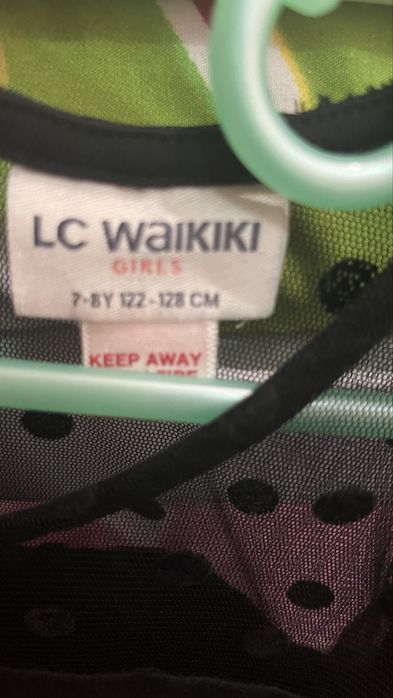 LC WAIKIKI
GIRLS
7-8Y 122-128 CM
KEEP AWAY